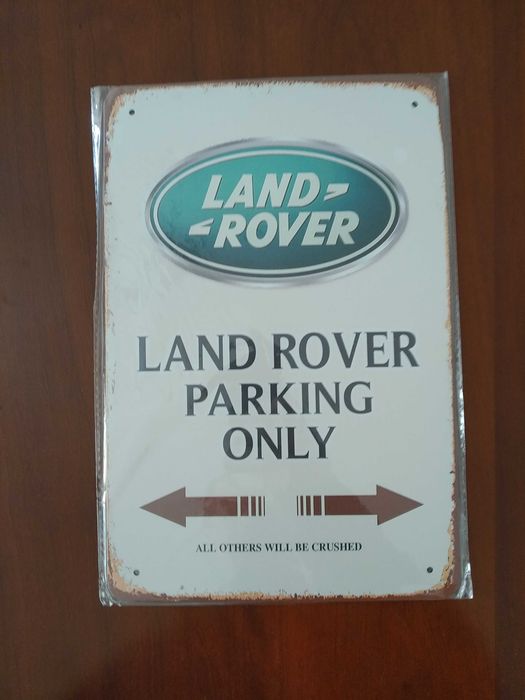 LAND
ROVER
LAND ROVER
PARKING
ONLY
ALL OTHERS WILL BE CRUSHED